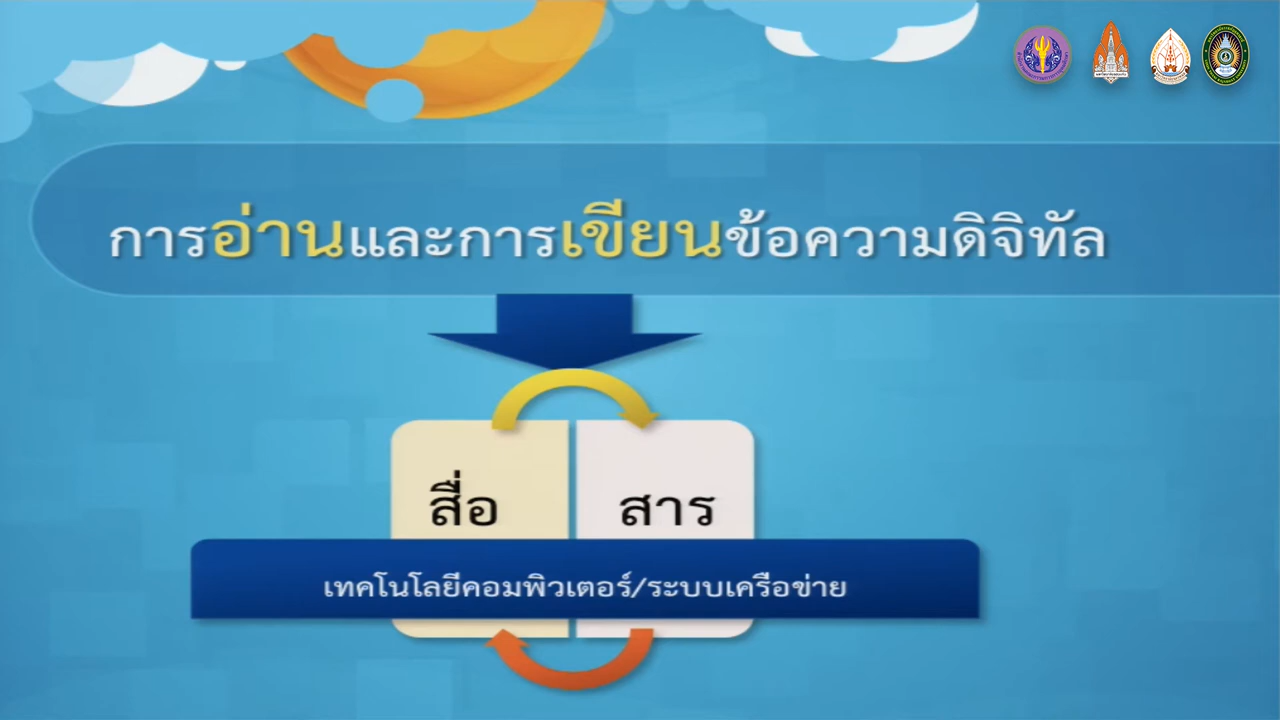 การอ่านและการเขียนข้อความดิจิทัล
สื่อ สาร
เทคโนโลยีคอมพิวเตอร์/ระบบเครือข่าย